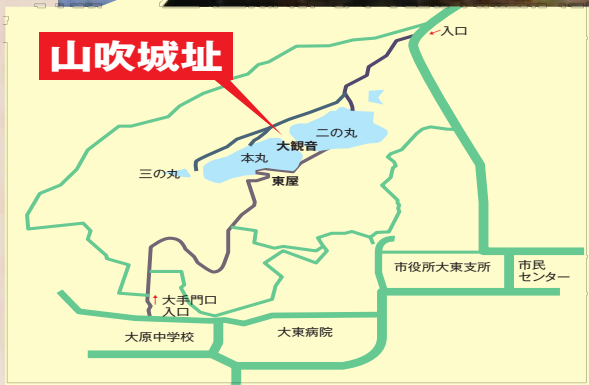 ←入口
山吹城址
二の丸
大観音
本丸
三の丸
東屋
市役所大東支所
市民
センター
↑大手門口
入口
大原中学校
大東病院